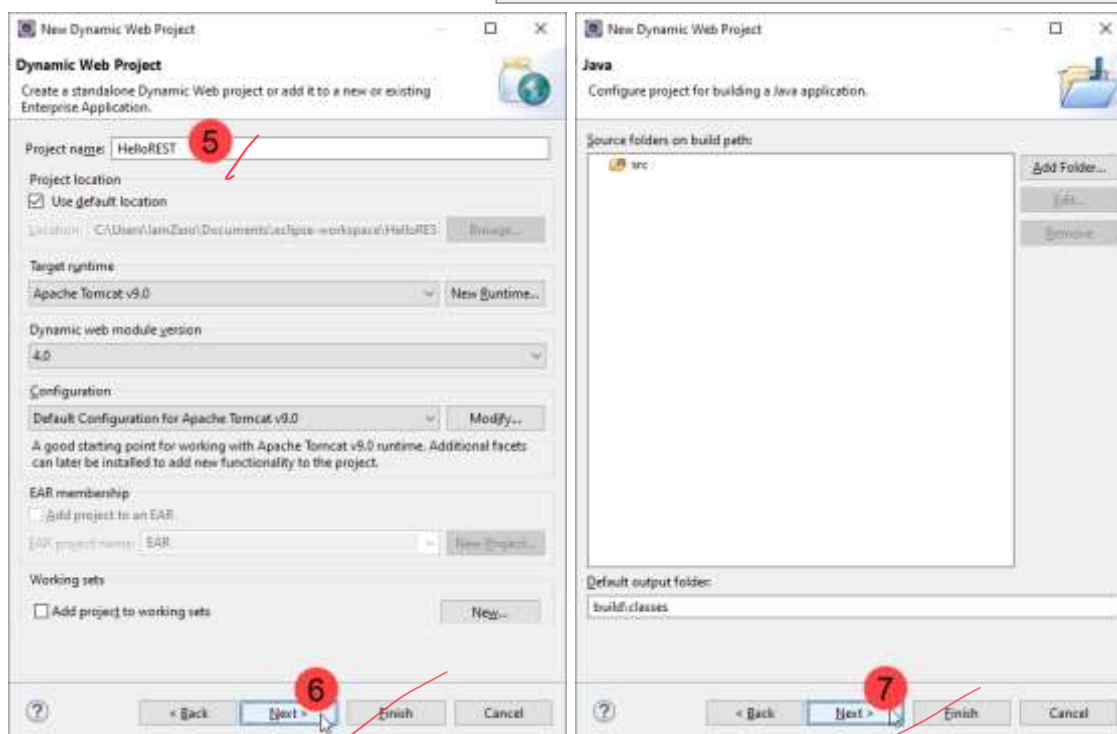 New Dynamic Web Project
Dynamic Web Project
Create a standalone Dynamic Web project or add it to a new or existing
Enterprise Application.
Project name: HelloREST
5
Project location
Use default location
Location: C:\Users\IamZero\Documents\eclipse-workspace\HelloRES Browse...
Target runtime
Apache Tomcat v9.0 New Runtime...
Dynamic web module version
4.0
Configuration
Default Configuration for Apache Tomcat v9.0 Modify...
A good starting point for working with Apache Tomcat v9.0 runtime. Additional facets
can later be installed to add new functionality to the project.
EAR membership
Add project to an EAR
EAR project name: EAR New Project...
Working sets
Add project to working sets New...
6
? < Back Next > Finish Cancel
New Dynamic Web Project
Java
Configure project for building a Java application.
Source folders on build path:
src
Add Folder...
Edit...
Remove
Default output folder:
build\classes
7
? < Back Next > Finish Cancel